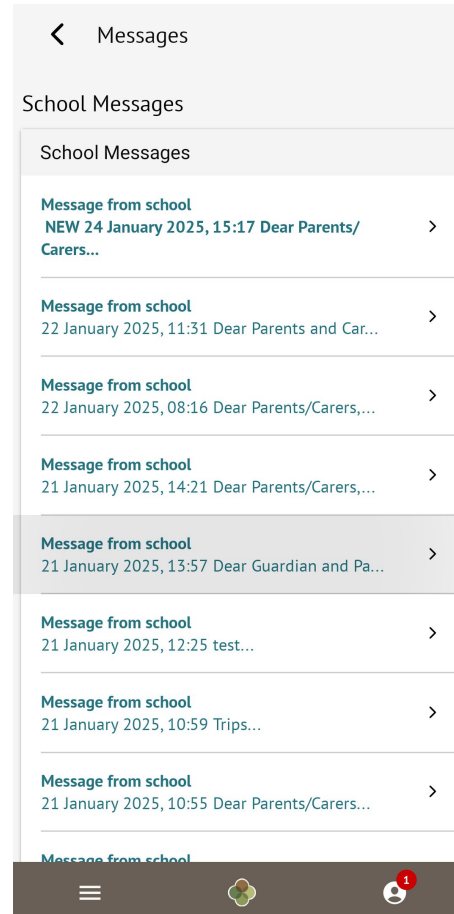 Messages
School Messages
School Messages
Message from school
NEW 24 January 2025, 15:17 Dear Parents/
Carers...
Message from school
22 January 2025, 11:31 Dear Parents and Car...
Message from school
22 January 2025, 08:16 Dear Parents/Carers,...
Message from school
21 January 2025, 14:21 Dear Parents/Carers,...
Message from school
21 January 2025, 13:57 Dear Guardian and Pa...
Message from school
21 January 2025, 12:25 test...
Message from school
21 January 2025, 10:59 Trips...
Message from school
21 January 2025, 10:55 Dear Parents/Carers...
Message from school
1